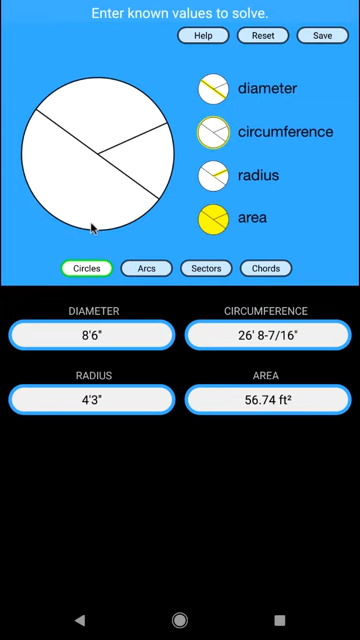 Enter known values to solve.
Help Reset Save
diameter
circumference
radius
area
Circles Arcs Sectors Chords
DIAMETER CIRCUMFERENCE
8'6" 26' 8-7/16"
RADIUS AREA
4'3" 56.74 ft²